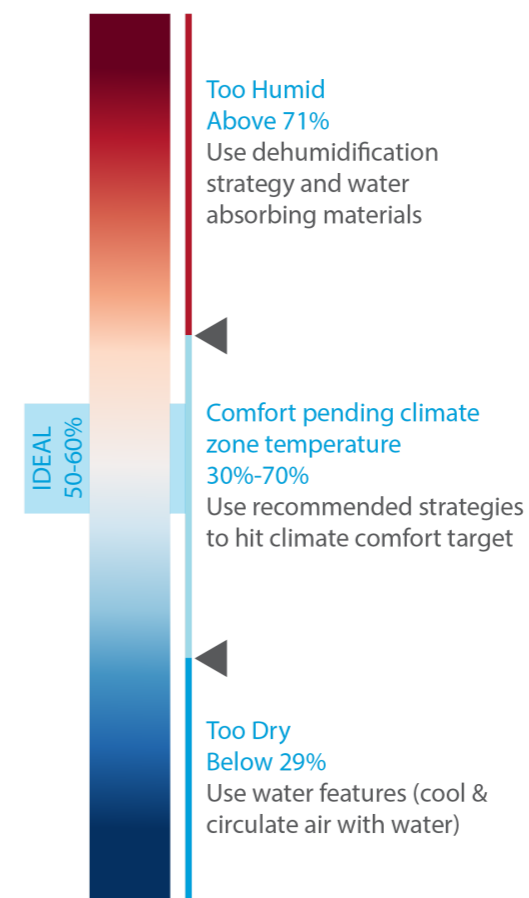 Too Humid
Above 71%
Use dehumidification
strategy and water
absorbing materials
IDEAL
50-60%
Comfort pending climate
zone temperature
30%-70%
Use recommended strategies
to hit climate comfort target
Too Dry
Below 29%
Use water features (cool &
circulate air with water)